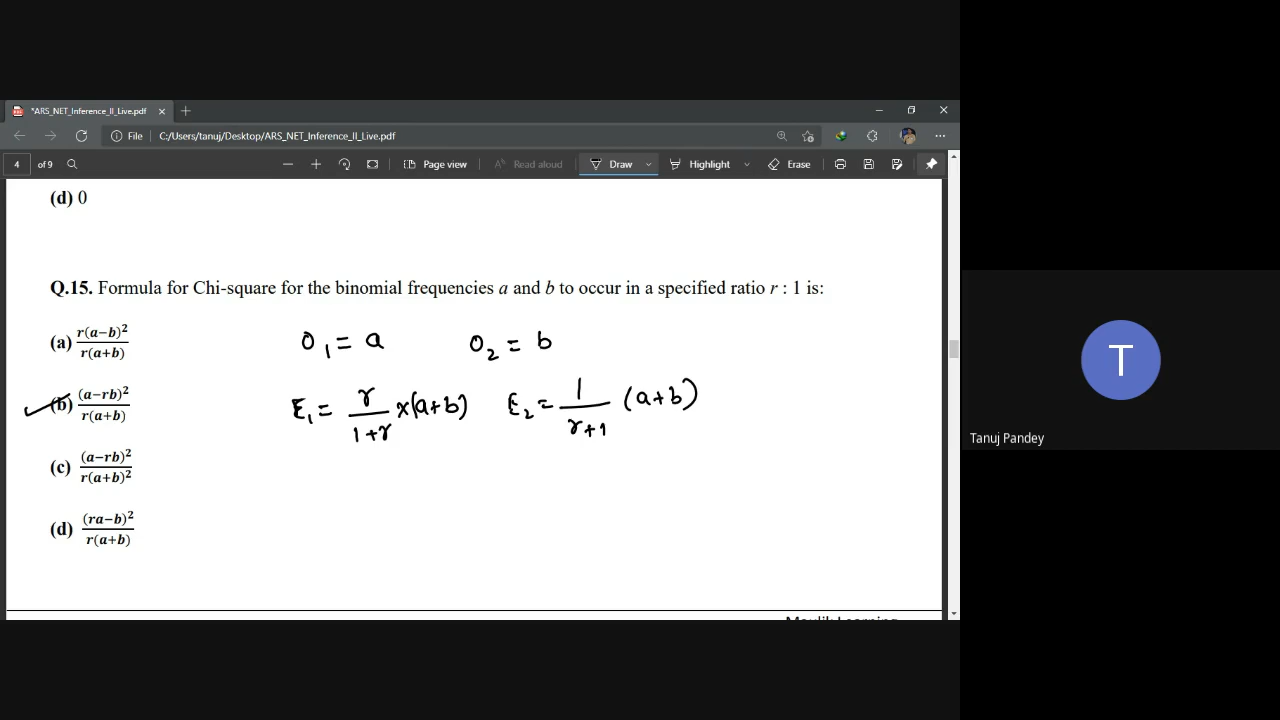 *ARS_NET_Inference_II_Live.pdf
File C:/Users/tanuj/Desktop/ARS_NET_Inference_II_Live.pdf
4 of 9 Page view Read aloud Draw Highlight Erase
(d) 0
Q.15. Formula for Chi-square for the binomial frequencies a and b to occur in a specified ratio r : 1 is:
(a) r(a−b)²/r(a+b) O₁ = a O₂ = b
(b) (a−rb)²/r(a+b) E₁ = r/1+r x(a+b) E₂ = 1/r+1 (a+b)
(c) (a−rb)²/r(a+b)²
(d) (ra−b)²/r(a+b)
T
Tanuj Pandey